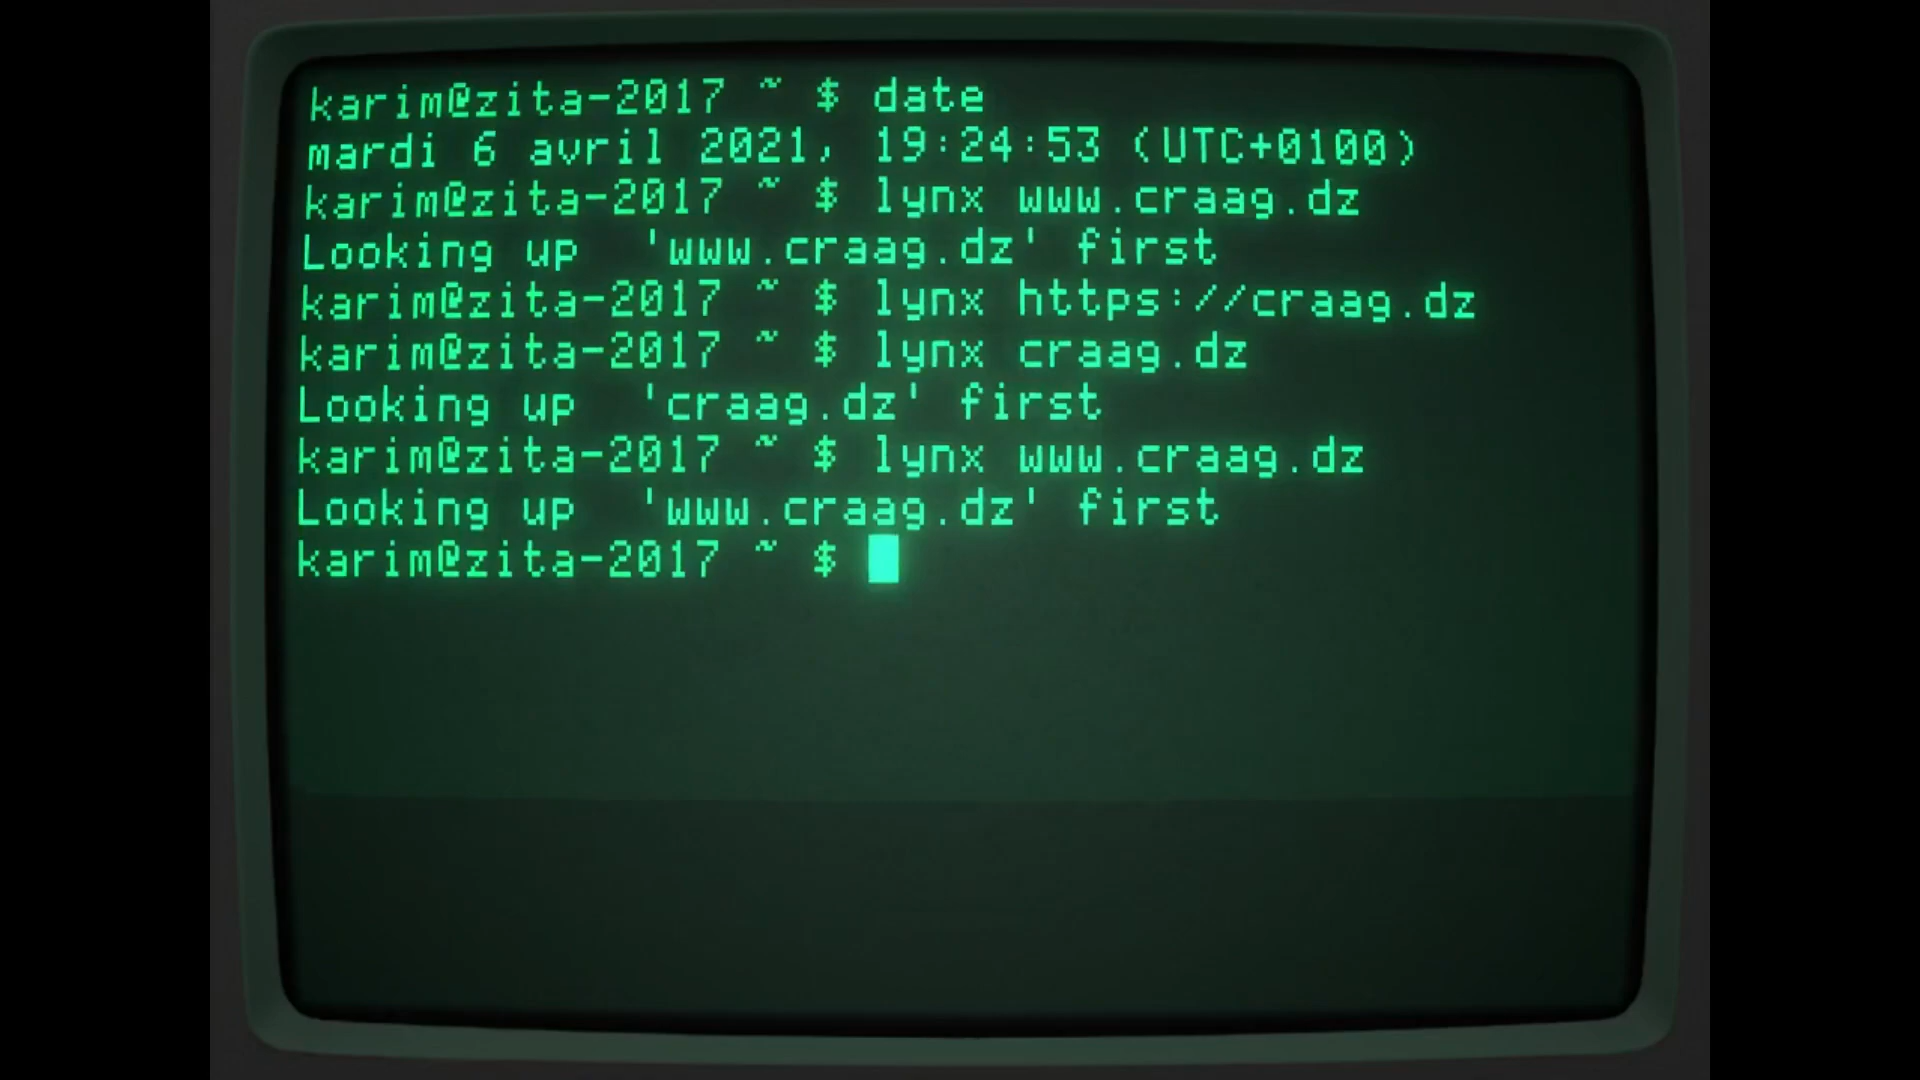 karim@zita-2017 ~ $ date
mardi 6 avril 2021, 19:24:53 (UTC+0100)
karim@zita-2017 ~ $ lynx www.craag.dz
Looking up  'www.craag.dz' first
karim@zita-2017 ~ $ lynx https://craag.dz
karim@zita-2017 ~ $ lynx craag.dz
Looking up  'craag.dz' first
karim@zita-2017 ~ $ lynx www.craag.dz
Looking up  'www.craag.dz' first
karim@zita-2017 ~ $